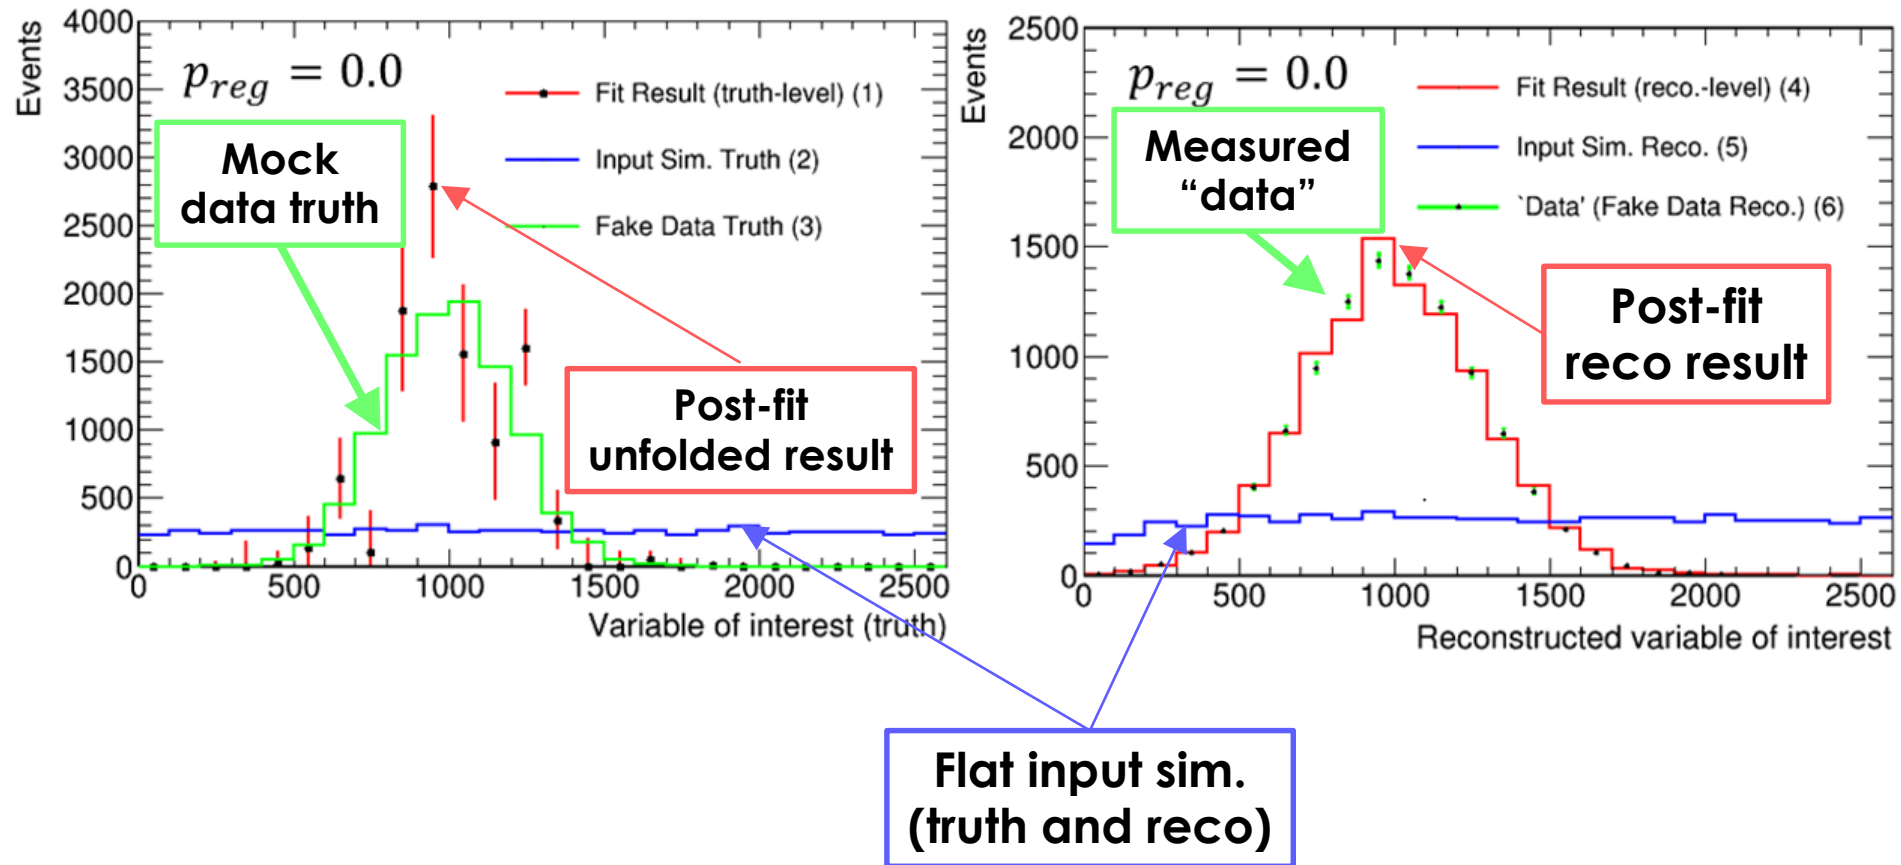 Events
4000
3500
3000
2500
2000
1500
1000
500
0
p_reg = 0.0
Fit Result (truth-level) (1)
Input Sim. Truth (2)
Fake Data Truth (3)
Mock
data truth
Post-fit
unfolded result
0 500 1000 1500 2000 2500
Variable of interest (truth)
Events
2500
2000
1500
1000
500
0
p_reg = 0.0
Fit Result (reco.-level) (4)
Input Sim. Reco. (5)
`Data' (Fake Data Reco.) (6)
Measured
“data”
Post-fit
reco result
0 500 1000 1500 2000 2500
Reconstructed variable of interest
Flat input sim.
(truth and reco)